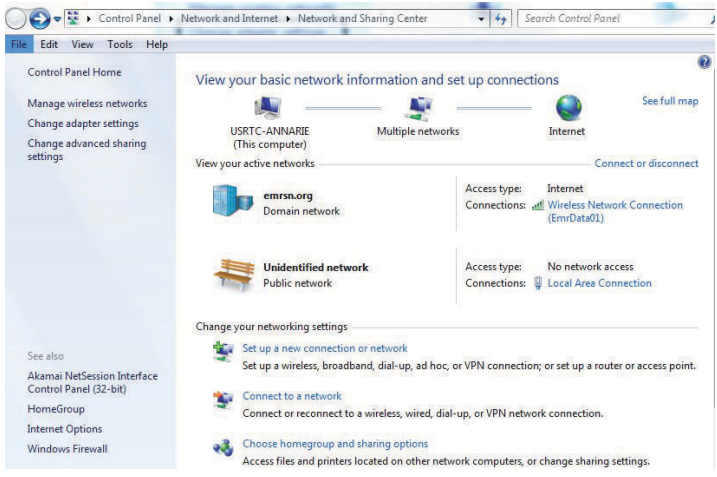 Control Panel ▸ Network and Internet ▸ Network and Sharing Center
Search Control Panel
File Edit View Tools Help
Control Panel Home
Manage wireless networks
Change adapter settings
Change advanced sharing
settings
See also
Akamai NetSession Interface
Control Panel (32-bit)
HomeGroup
Internet Options
Windows Firewall
View your basic network information and set up connections
See full map
USRTC-ANNARIE
(This computer)
Multiple networks
Internet
View your active networks
Connect or disconnect
emrsn.org
Domain network
Access type: Internet
Connections: Wireless Network Connection
(EmrData01)
Unidentified network
Public network
Access type: No network access
Connections: Local Area Connection
Change your networking settings
Set up a new connection or network
Set up a wireless, broadband, dial-up, ad hoc, or VPN connection; or set up a router or access point.
Connect to a network
Connect or reconnect to a wireless, wired, dial-up, or VPN network connection.
Choose homegroup and sharing options
Access files and printers located on other network computers, or change sharing settings.